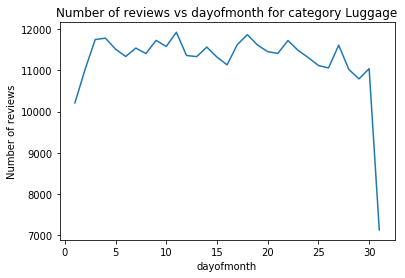 Number of reviews vs dayofmonth for category Luggage
12000
11000
10000
9000
8000
7000
Number of reviews
0 5 10 15 20 25 30
dayofmonth